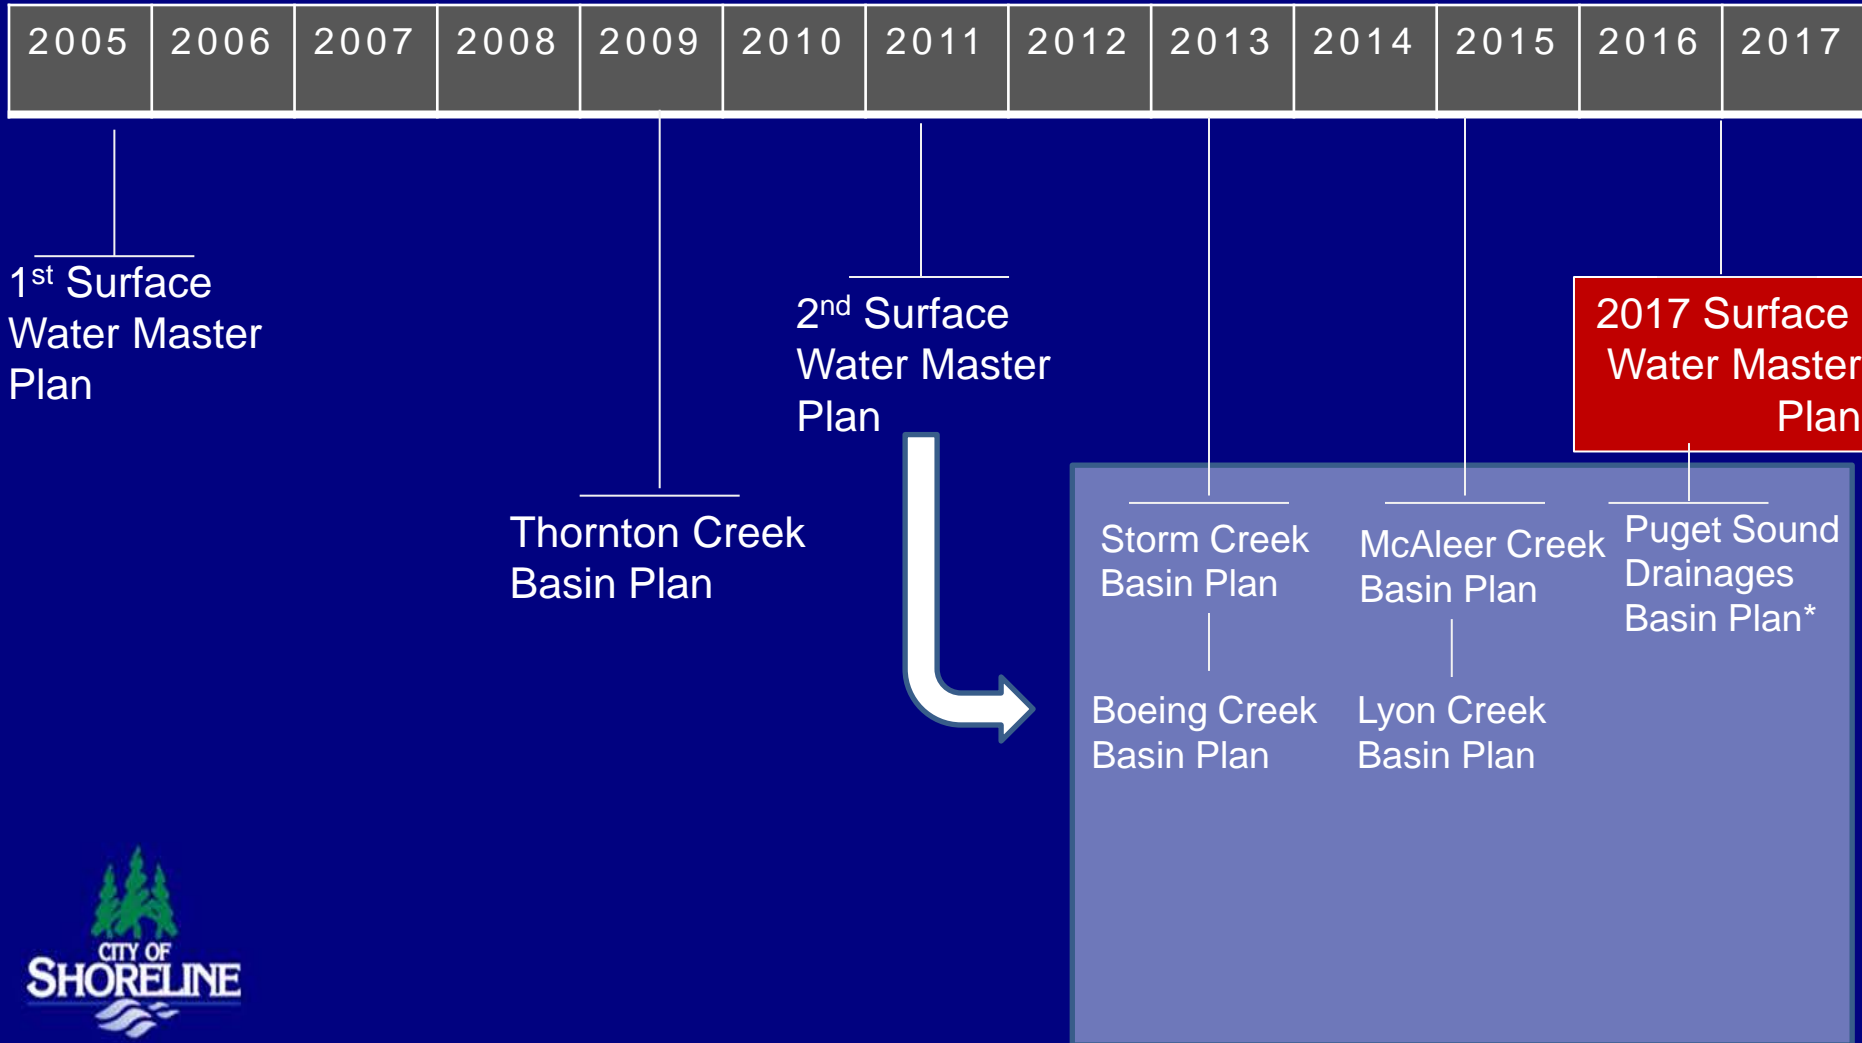 2005 2006 2007 2008 2009 2010 2011 2012 2013 2014 2015 2016 2017
1st Surface
Water Master
Plan
Thornton Creek
Basin Plan
2nd Surface
Water Master
Plan
2017 Surface
Water Master
Plan
Storm Creek
Basin Plan
Boeing Creek
Basin Plan
McAleer Creek
Basin Plan
Lyon Creek
Basin Plan
Puget Sound
Drainages
Basin Plan*
CITY OF
SHORELINE